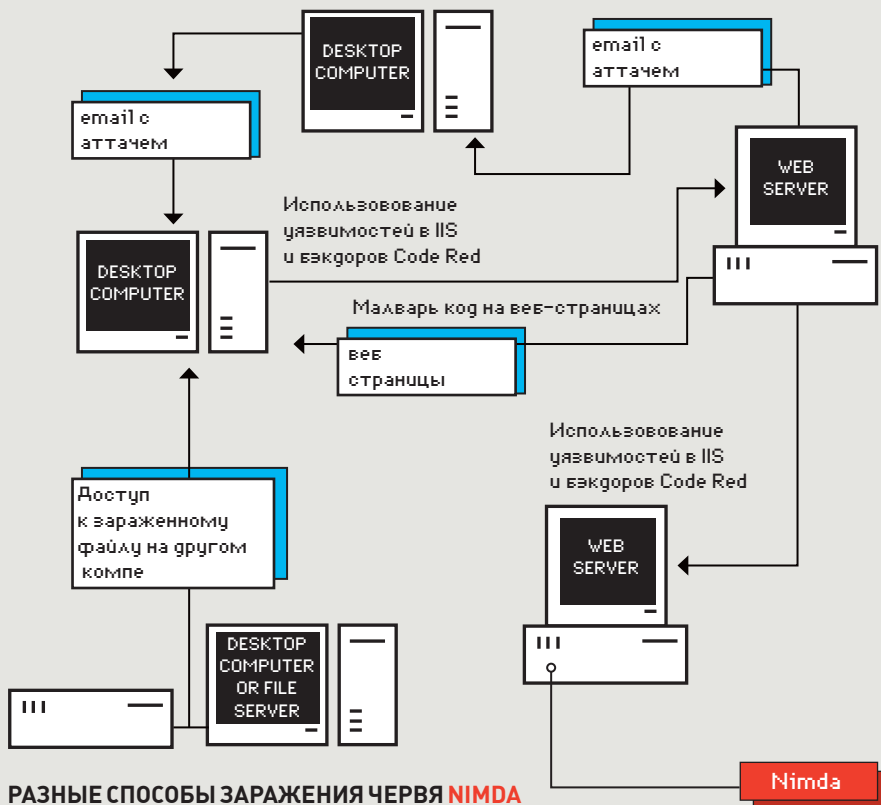 DESKTOP
COMPUTER
email с
аттачем
email с
аттачем
WEB
SERVER
Использовование
уязвимостей в IIS
и бэкдоров Code Red
DESKTOP
COMPUTER
Малварь код на веб-страницах
веб
страницы
Использовование
уязвимостей в IIS
и бэкдоров Code Red
Доступ
к зараженному
файлу на другом
компе
WEB
SERVER
DESKTOP
COMPUTER
OR FILE
SERVER
Nimda
РАЗНЫЕ СПОСОБЫ ЗАРАЖЕНИЯ ЧЕРВЯ NIMDA